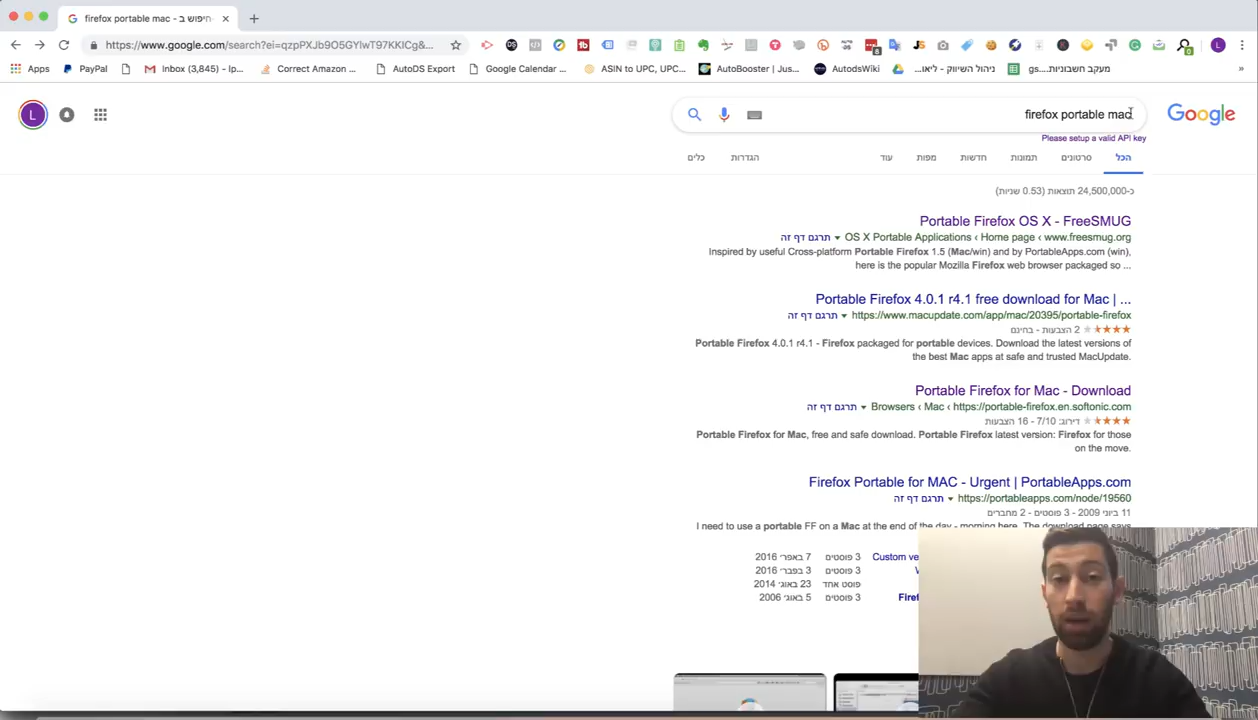 firefox portable mac - חיפוש ב
https://www.google.com/search?ei=qzpPXJb9O5GYlwT97KKICg&...
8
0
L
Apps PayPal Inbox (3,845) - Ip... Correct Amazon ... AutoDS Export Google Calendar ... ASIN to UPC, UPC... AutoBooster | Jus... AutodsWiki ניהול השיווק - ליאו... מעקב חשבוניות....gs »
L
firefox portable mac
Google
Please setup a valid API key
הכל סרטונים תמונות חדשות מפות עוד הגדרות כלים
כ-24,500,000 תוצאות (0.53 שניות)
Portable Firefox OS X - FreeSMUG
תרגם דף זה ▼ OS X Portable Applications ‹ Home page ‹ www.freesmug.org
Inspired by useful Cross-platform Portable Firefox 1.5 (Mac/win) and by PortableApps.com (win),
here is the popular Mozilla Firefox web browser packaged so ...
Portable Firefox 4.0.1 r4.1 free download for Mac | ...
תרגם דף זה ▼ https://www.macupdate.com/app/mac/20395/portable-firefox
2 הצבעות - בחינם
Portable Firefox 4.0.1 r4.1 - Firefox packaged for portable devices. Download the latest versions of
the best Mac apps at safe and trusted MacUpdate.
Portable Firefox for Mac - Download
תרגם דף זה ▼ Browsers ‹ Mac ‹ https://portable-firefox.en.softonic.com
דירוג: 7/10 - 16 הצבעות
Portable Firefox for Mac, free and safe download. Portable Firefox latest version: Firefox for those
on the move.
Firefox Portable for MAC - Urgent | PortableApps.com
תרגם דף זה ▼ https://portableapps.com/node/19560
11 ביוני 2009 - 3 פוסטים - 2 מחברים
I need to use a portable FF on a Mac at the end of the day - morning here. The download page says
Custom ve 3 פוסטים 7 באפר׳ 2016
3 פוסטים 3 בפבר׳ 2016
פוסט אחד 23 באוג׳ 2014
Firef 3 פוסטים 5 באוג׳ 2006